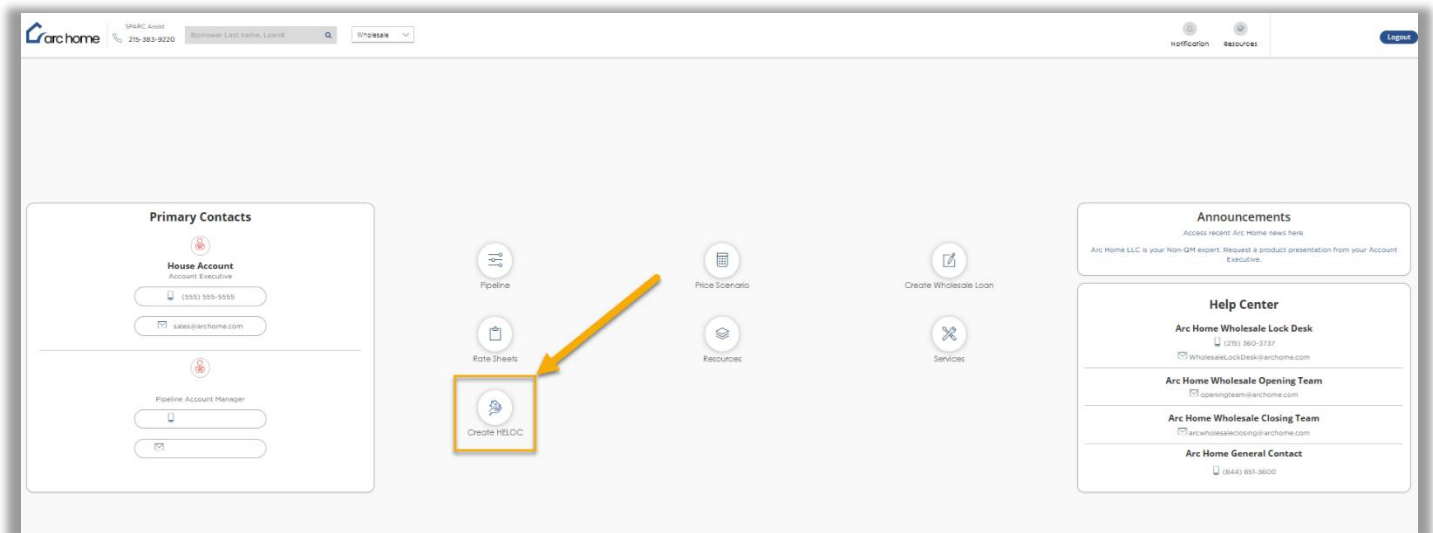 arc home
SPARC Assist
215-383-9220
Borrower Last name, Loan#
Wholesale
Notification
Resources
Logout
Primary Contacts
House Account
Account Executive
(555) 555-5555
sales@archome.com
Pipeline Account Manager
Pipeline
Price Scenario
Create Wholesale Loan
Rate Sheets
Resources
Services
Create HELOC
Announcements
Access recent Arc Home news here.
Arc Home LLC is your Non-QM expert. Request a product presentation from your Account
Executive.
Help Center
Arc Home Wholesale Lock Desk
(215) 360-3737
WholesaleLockDesk@archome.com
Arc Home Wholesale Opening Team
openingteam@archome.com
Arc Home Wholesale Closing Team
arcwholesaleclosing@archome.com
Arc Home General Contact
(844) 851-3600